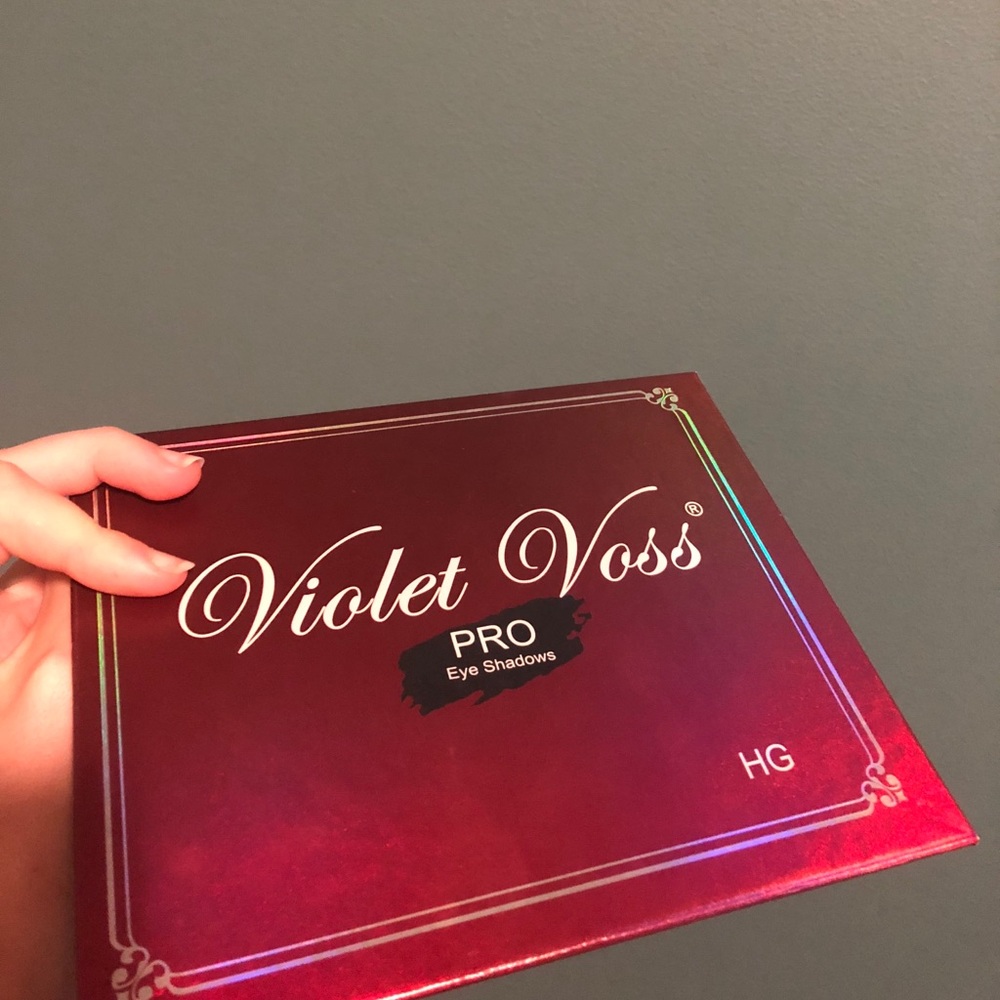 Violet Voss®
PRO
Eye Shadows
HG